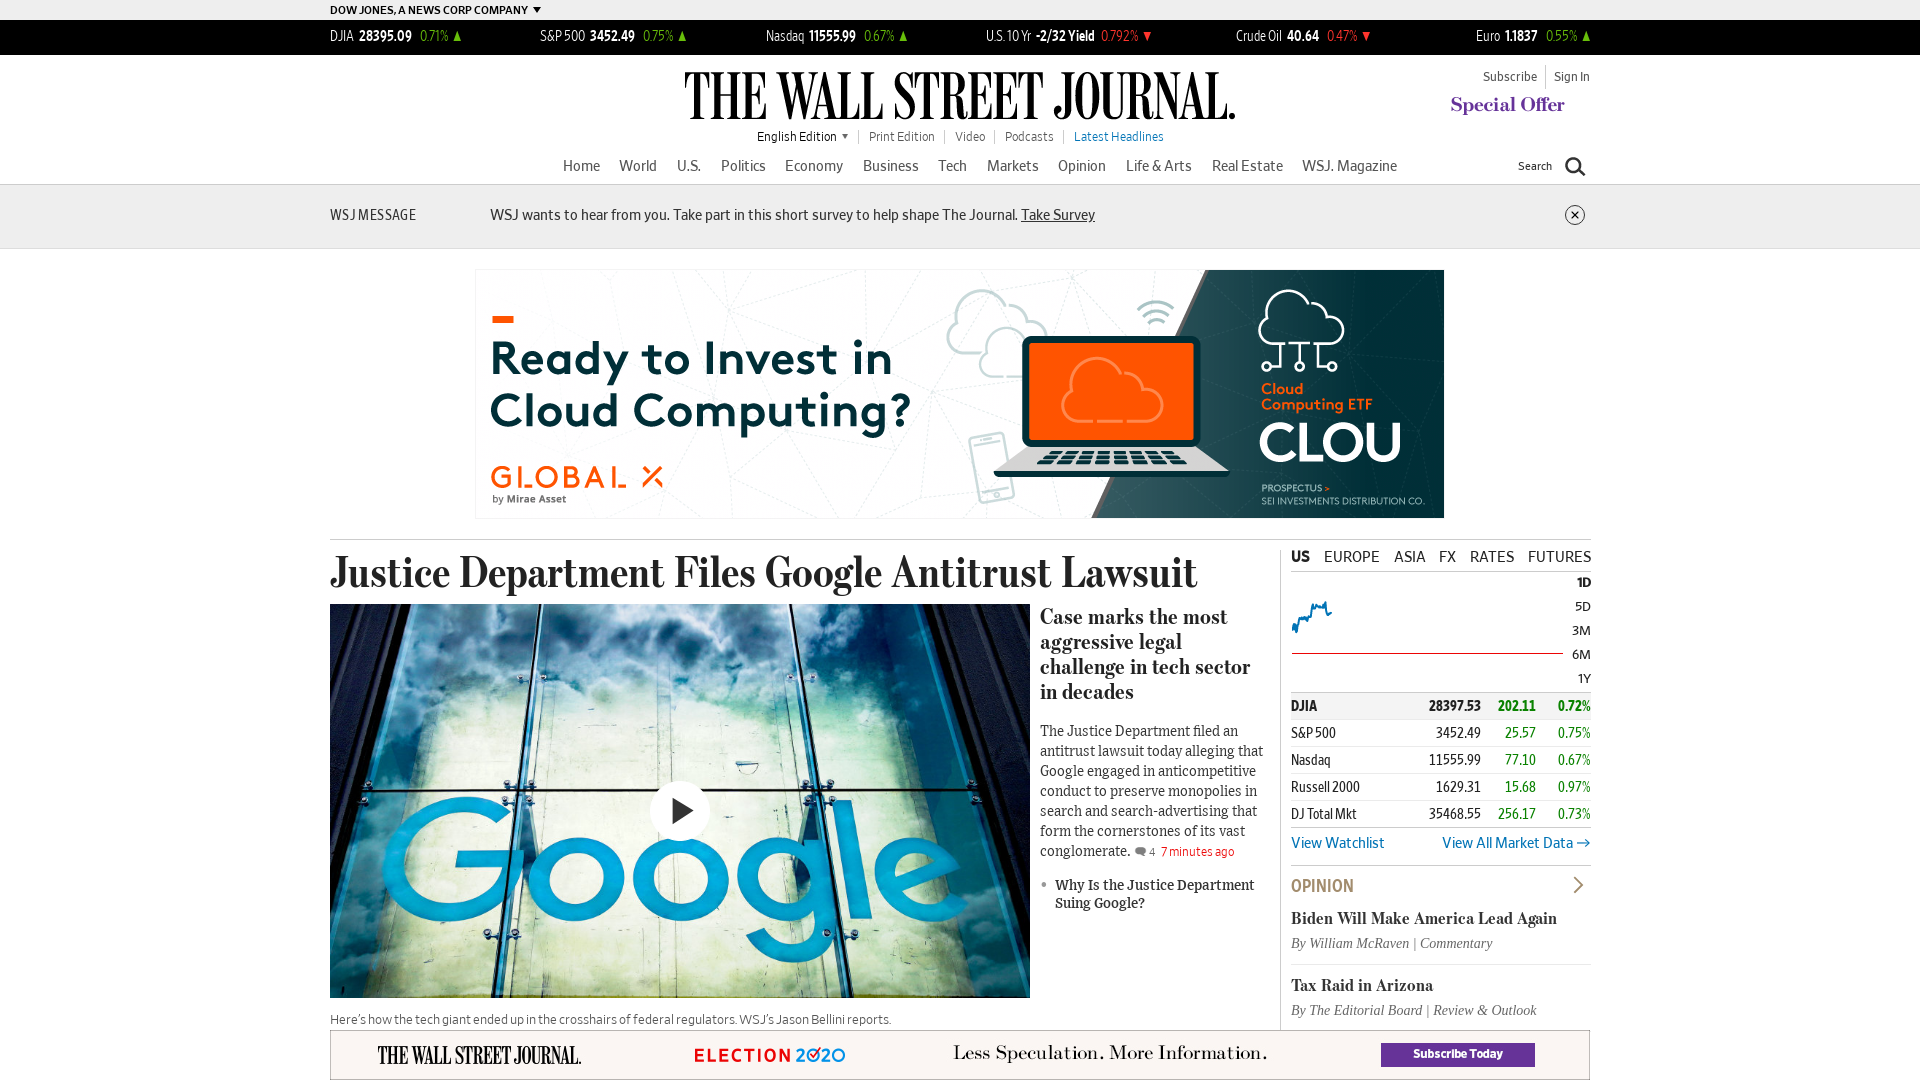 DOW JONES, A NEWS CORP COMPANY
DJIA 28395.09 0.71% S&P 500 3452.49 0.75% Nasdaq 11555.99 0.67% U.S. 10 Yr -2/32 Yield 0.792% Crude Oil 40.64 0.47% Euro 1.1837 0.55%
Subscribe Sign In
THE WALL STREET JOURNAL.
Special Offer
English Edition Print Edition Video Podcasts Latest Headlines
Home World U.S. Politics Economy Business Tech Markets Opinion Life & Arts Real Estate WSJ. Magazine Search
WSJ MESSAGE WSJ wants to hear from you. Take part in this short survey to help shape The Journal. Take Survey
Ready to Invest in
Cloud Computing?
GLOBAL X
by Mirae Asset
Cloud
Computing ETF
CLOU
PROSPECTUS >
SEI INVESTMENTS DISTRIBUTION CO.
Justice Department Files Google Antitrust Lawsuit
Google
Here's how the tech giant ended up in the crosshairs of federal regulators. WSJ's Jason Bellini reports.
Case marks the most
aggressive legal
challenge in tech sector
in decades
The Justice Department filed an
antitrust lawsuit today alleging that
Google engaged in anticompetitive
conduct to preserve monopolies in
search and search-advertising that
form the cornerstones of its vast
conglomerate. 4 7 minutes ago
• Why Is the Justice Department
Suing Google?
US EUROPE ASIA FX RATES FUTURES
1D
5D
3M
6M
1Y
DJIA 28397.53 202.11 0.72%
S&P 500 3452.49 25.57 0.75%
Nasdaq 11555.99 77.10 0.67%
Russell 2000 1629.31 15.68 0.97%
DJ Total Mkt 35468.55 256.17 0.73%
View Watchlist View All Market Data →
OPINION
Biden Will Make America Lead Again
By William McRaven | Commentary
Tax Raid in Arizona
By The Editorial Board | Review & Outlook
THE WALL STREET JOURNAL. ELECTION 2020 Less Speculation. More Information. Subscribe Today